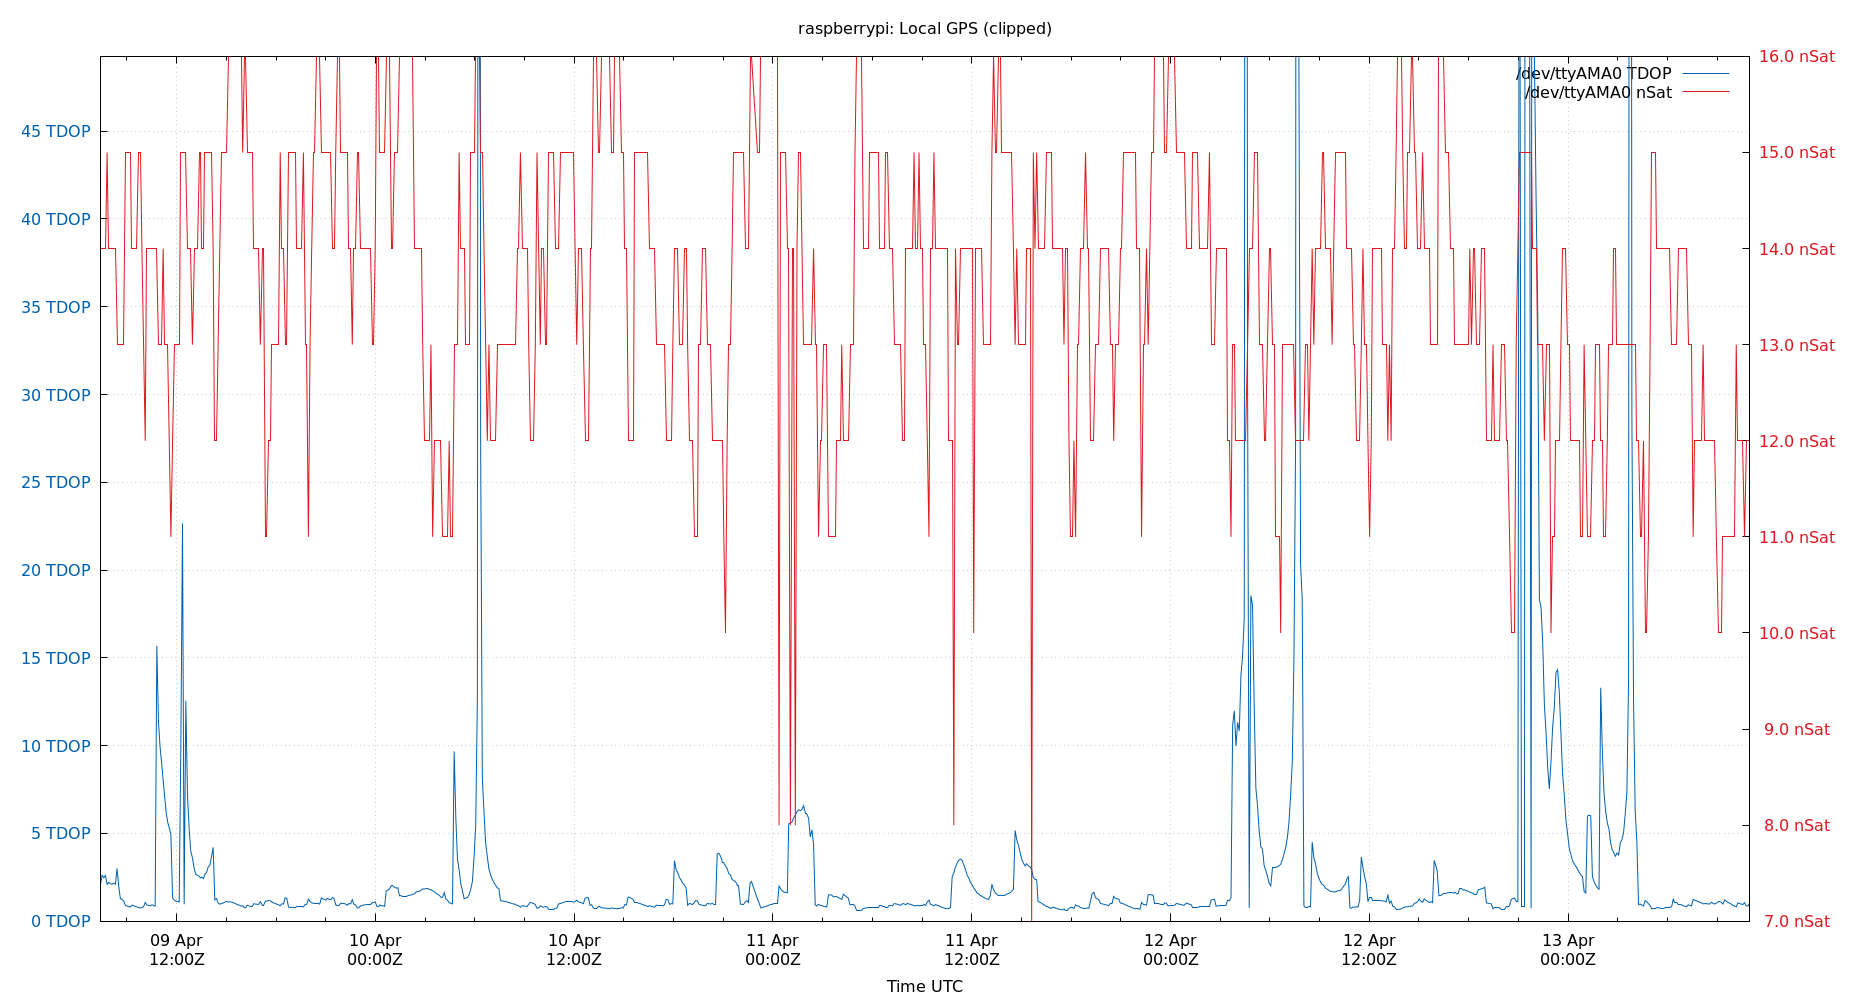 raspberrypi: Local GPS (clipped)
/dev/ttyAMA0 TDOP
/dev/ttyAMA0 nSat
45 TDOP
40 TDOP
35 TDOP
30 TDOP
25 TDOP
20 TDOP
15 TDOP
10 TDOP
5 TDOP
0 TDOP
16.0 nSat
15.0 nSat
14.0 nSat
13.0 nSat
12.0 nSat
11.0 nSat
10.0 nSat
9.0 nSat
8.0 nSat
7.0 nSat
09 Apr
12:00Z
10 Apr
00:00Z
10 Apr
12:00Z
11 Apr
00:00Z
11 Apr
12:00Z
12 Apr
00:00Z
12 Apr
12:00Z
13 Apr
00:00Z
Time UTC